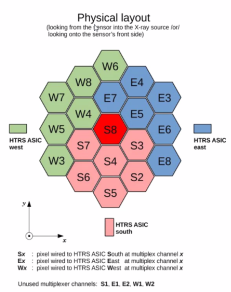 Physical layout
(looking from the sensor into the X-ray source /or/
looking onto the sensor's front side)
W6
W8 E4
W7 E7 E3
W4 E5
W5 S8 E6
S7 S3
W3 S4 E8
S6 S2
S5
HTRS ASIC
west
HTRS ASIC
east
HTRS ASIC
south
y
x
Sx : pixel wired to HTRS ASIC South at multiplex channel x
Ex : pixel wired to HTRS ASIC East at multiplex channel x
Wx : pixel wired to HTRS ASIC West at multiplex channel x
Unused multiplexer channels: S1, E1, E2, W1, W2